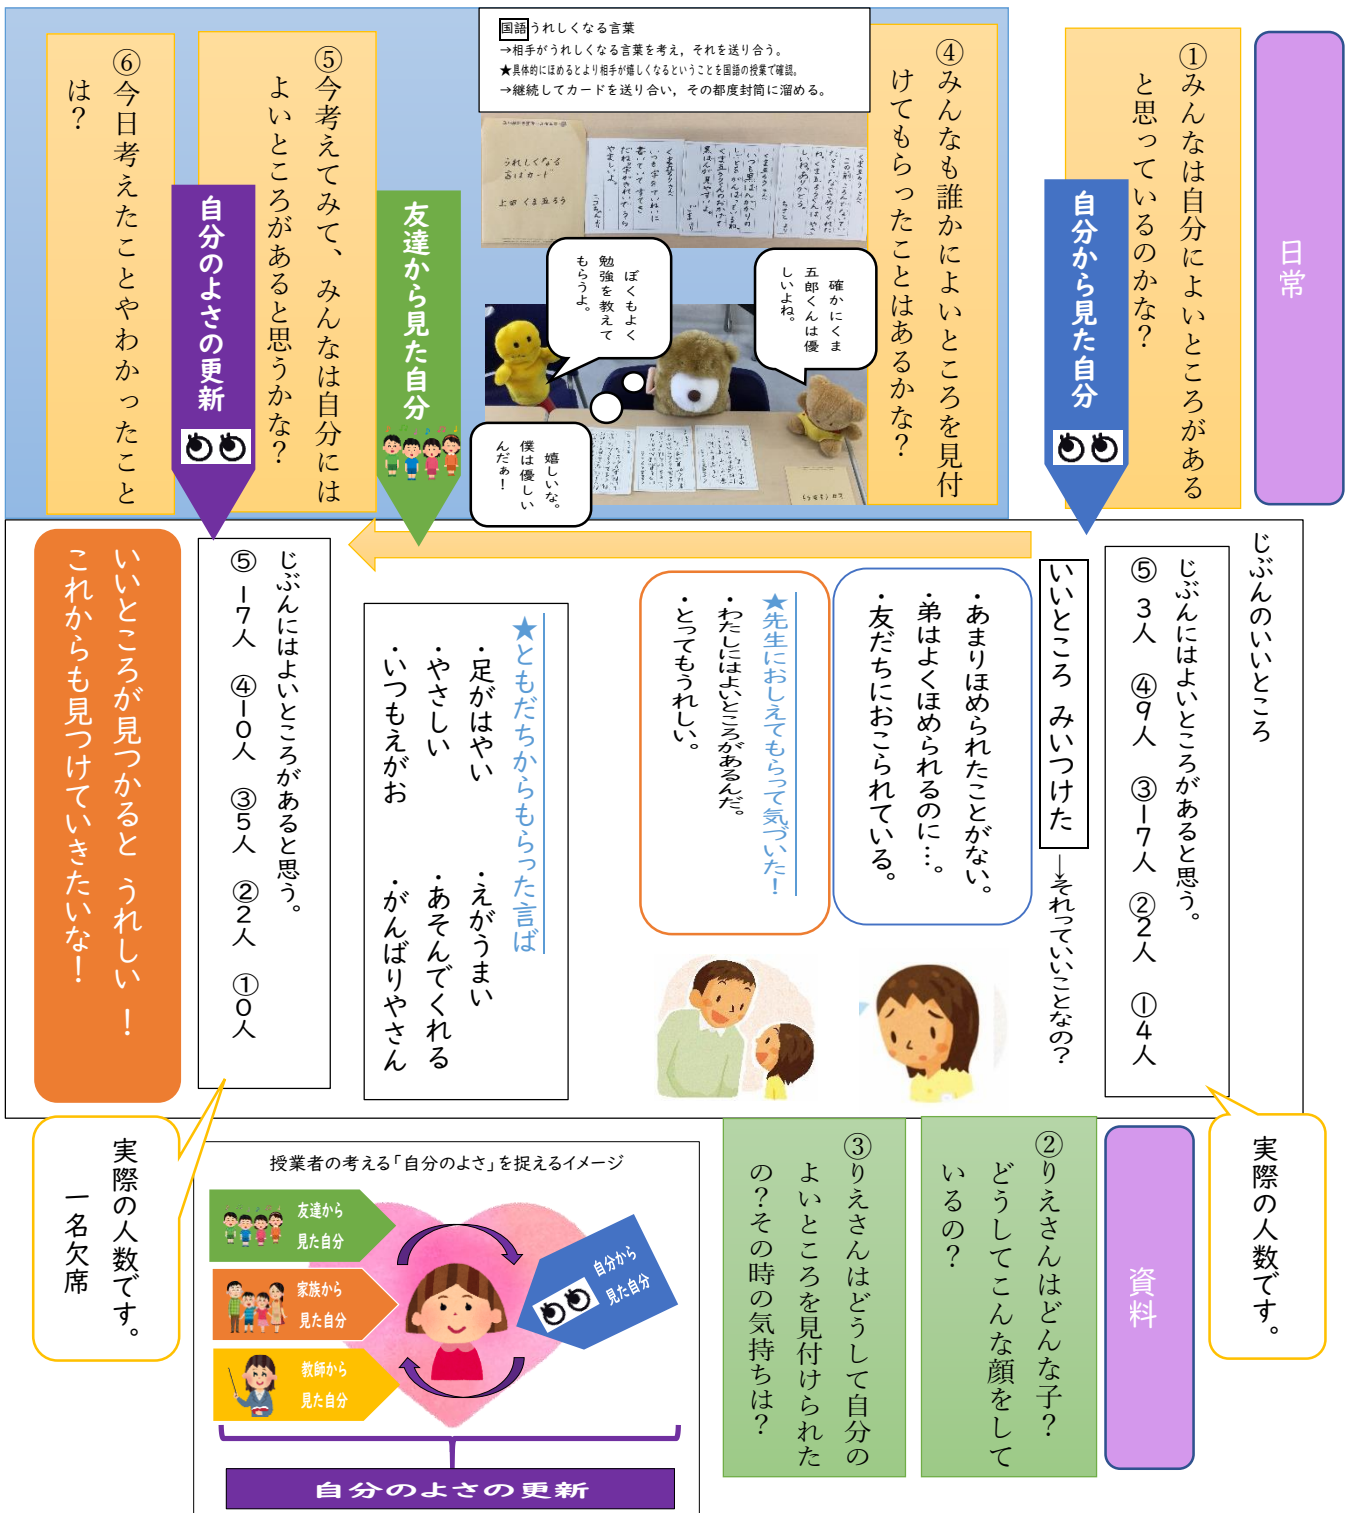 日常
①みんなは自分によいところがある
と思っているのかな？
自分から見た自分
④みんなも誰かによいところを見付
けてもらったことはあるかな？
国語うれしくなる言葉
→相手がうれしくなる言葉を考え，それを送り合う。
★具体的にほめるとより相手が嬉しくなるということを国語の授業で確認。
→継続してカードを送り合い，その都度封筒に溜める。
うれしくなる
言ばカード
上田 くま五ろう
確かにくま
五郎くんは優
しいよね。
ぼくもよく
勉強を教えて
もらうよ。
嬉しいな。
僕は優しい
んだぁ！
友達から見た自分
⑤今考えてみて、みんなは自分には
よいところがあると思うかな？
自分のよさの更新
⑥今日考えたことやわかったこと
は？
じぶんのいいところ
じぶんにはよいところがあると思う。
⑤ 3人 ④9人 ③17人 ②2人 ①4人
いいところ みいつけた
→それっていいことなの？
・あまりほめられたことがない。
・弟はよくほめられるのに…。
・友だちにおこられている。
★先生におしえてもらって気づいた！
・わたしにはよいところがあるんだ。
・とってもうれしい。
★ともだちからもらった言ば
・足がはやい ・えがうまい
・やさしい ・あそんでくれる
・いつもえがお ・がんばりやさん
じぶんにはよいところがあると思う。
⑤17人 ④10人 ③5人 ②2人 ①0人
いいところが見つかると うれしい！
これからも見つけていきたいな！
実際の人数です。
資料
②りえさんはどんな子？
どうしてこんな顔をして
いるの？
③りえさんはどうして自分の
よいところを見付けられた
の？その時の気持ちは？
授業者の考える「自分のよさ」を捉えるイメージ
友達から
見た自分
家族から
見た自分
教師から
見た自分
自分から
見た自分
自分のよさの更新
実際の人数です。
一名欠席